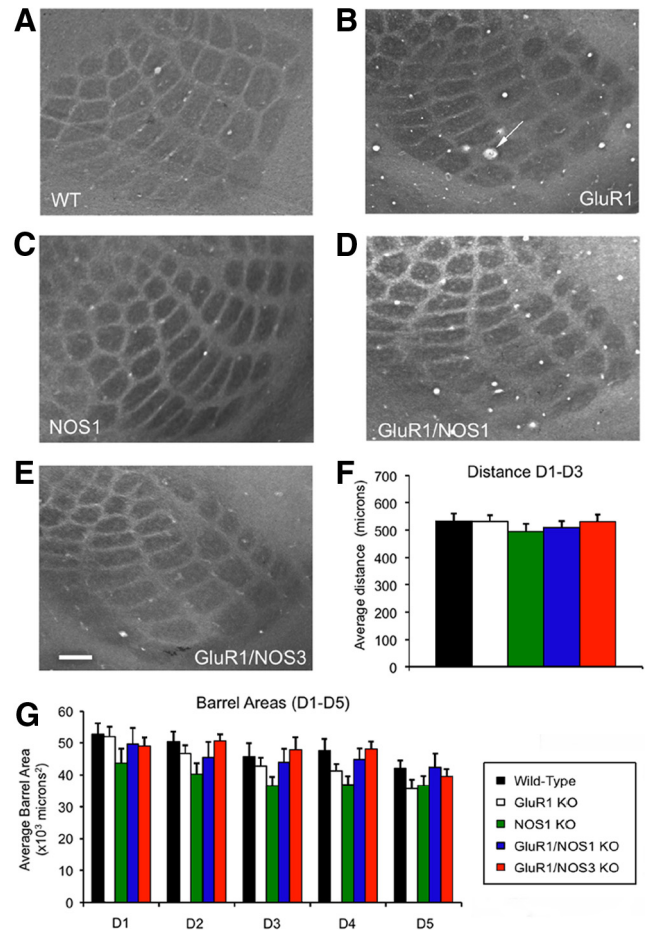 A
WT
B
GluR1
C
NOS1
D
GluR1/NOS1
E
GluR1/NOS3
F
Distance D1-D3
Average distance (microns)
700
600
500
400
300
200
100
0
G
Barrel Areas (D1-D5)
Average Barrel Area
(x10³ microns²)
60
50
40
30
20
10
0
D1 D2 D3 D4 D5
Wild-Type
GluR1 KO
NOS1 KO
GluR1/NOS1 KO
GluR1/NOS3 KO